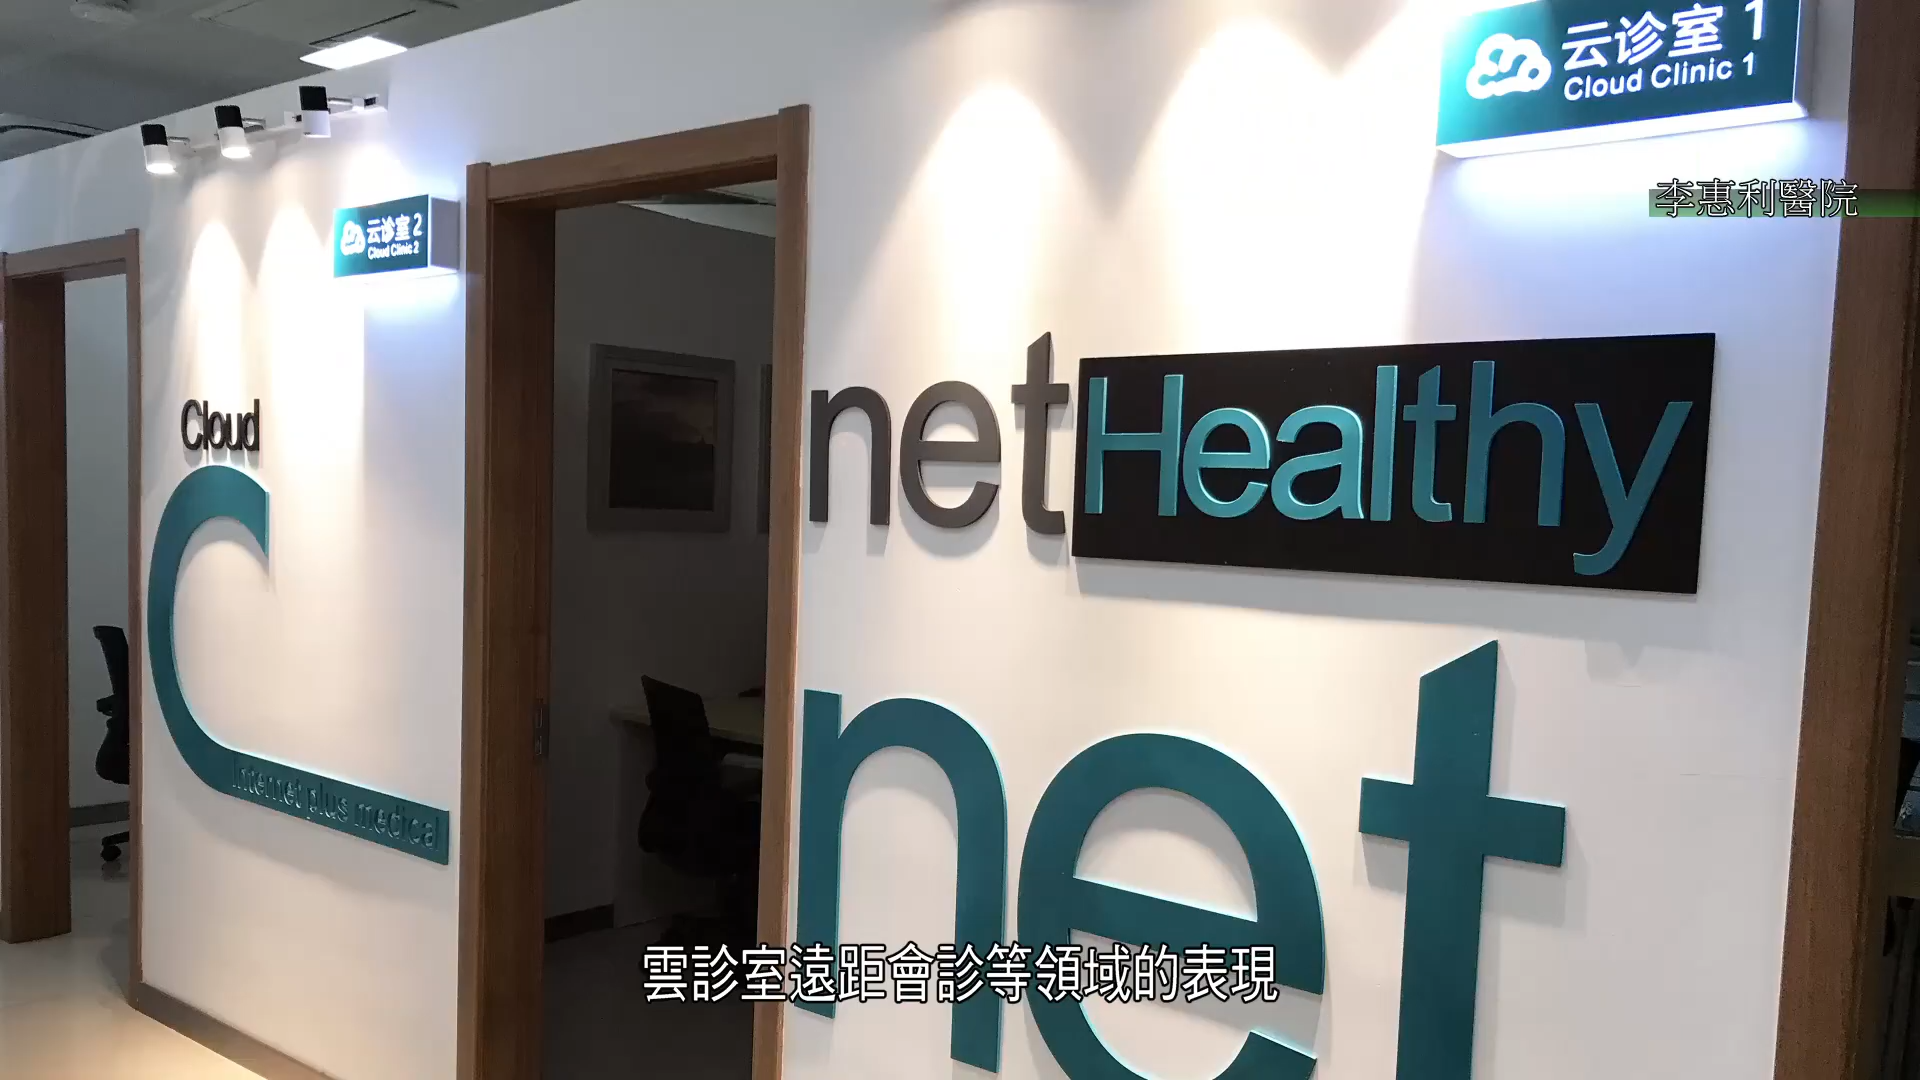 云诊室 1
Cloud Clinic 1
李惠利醫院
云诊室 2
Cloud Clinic 2
Cloud
netHealthy
net
Internet plus medical
雲診室遠距會診等領域的表現